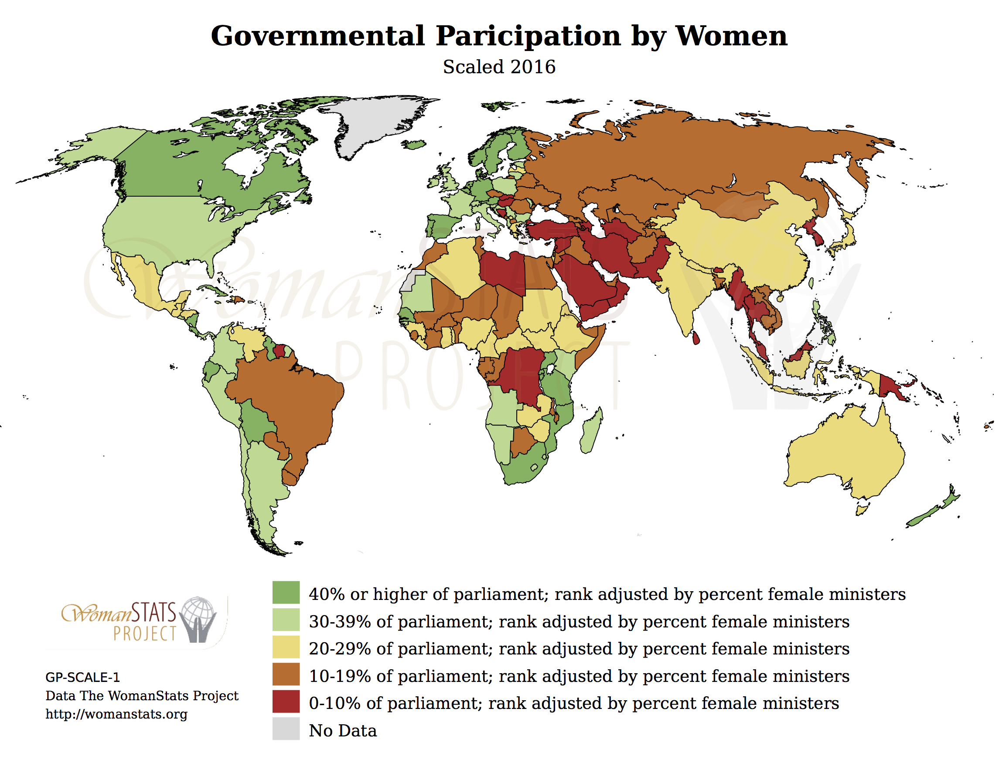 Governmental Paricipation by Women
Scaled 2016
WomanSTATS
PROJECT
40% or higher of parliament; rank adjusted by percent female ministers
30-39% of parliament; rank adjusted by percent female ministers
20-29% of parliament; rank adjusted by percent female ministers
10-19% of parliament; rank adjusted by percent female ministers
0-10% of parliament; rank adjusted by percent female ministers
No Data
WomanSTATS
PROJECT
GP-SCALE-1
Data The WomanStats Project
http://womanstats.org